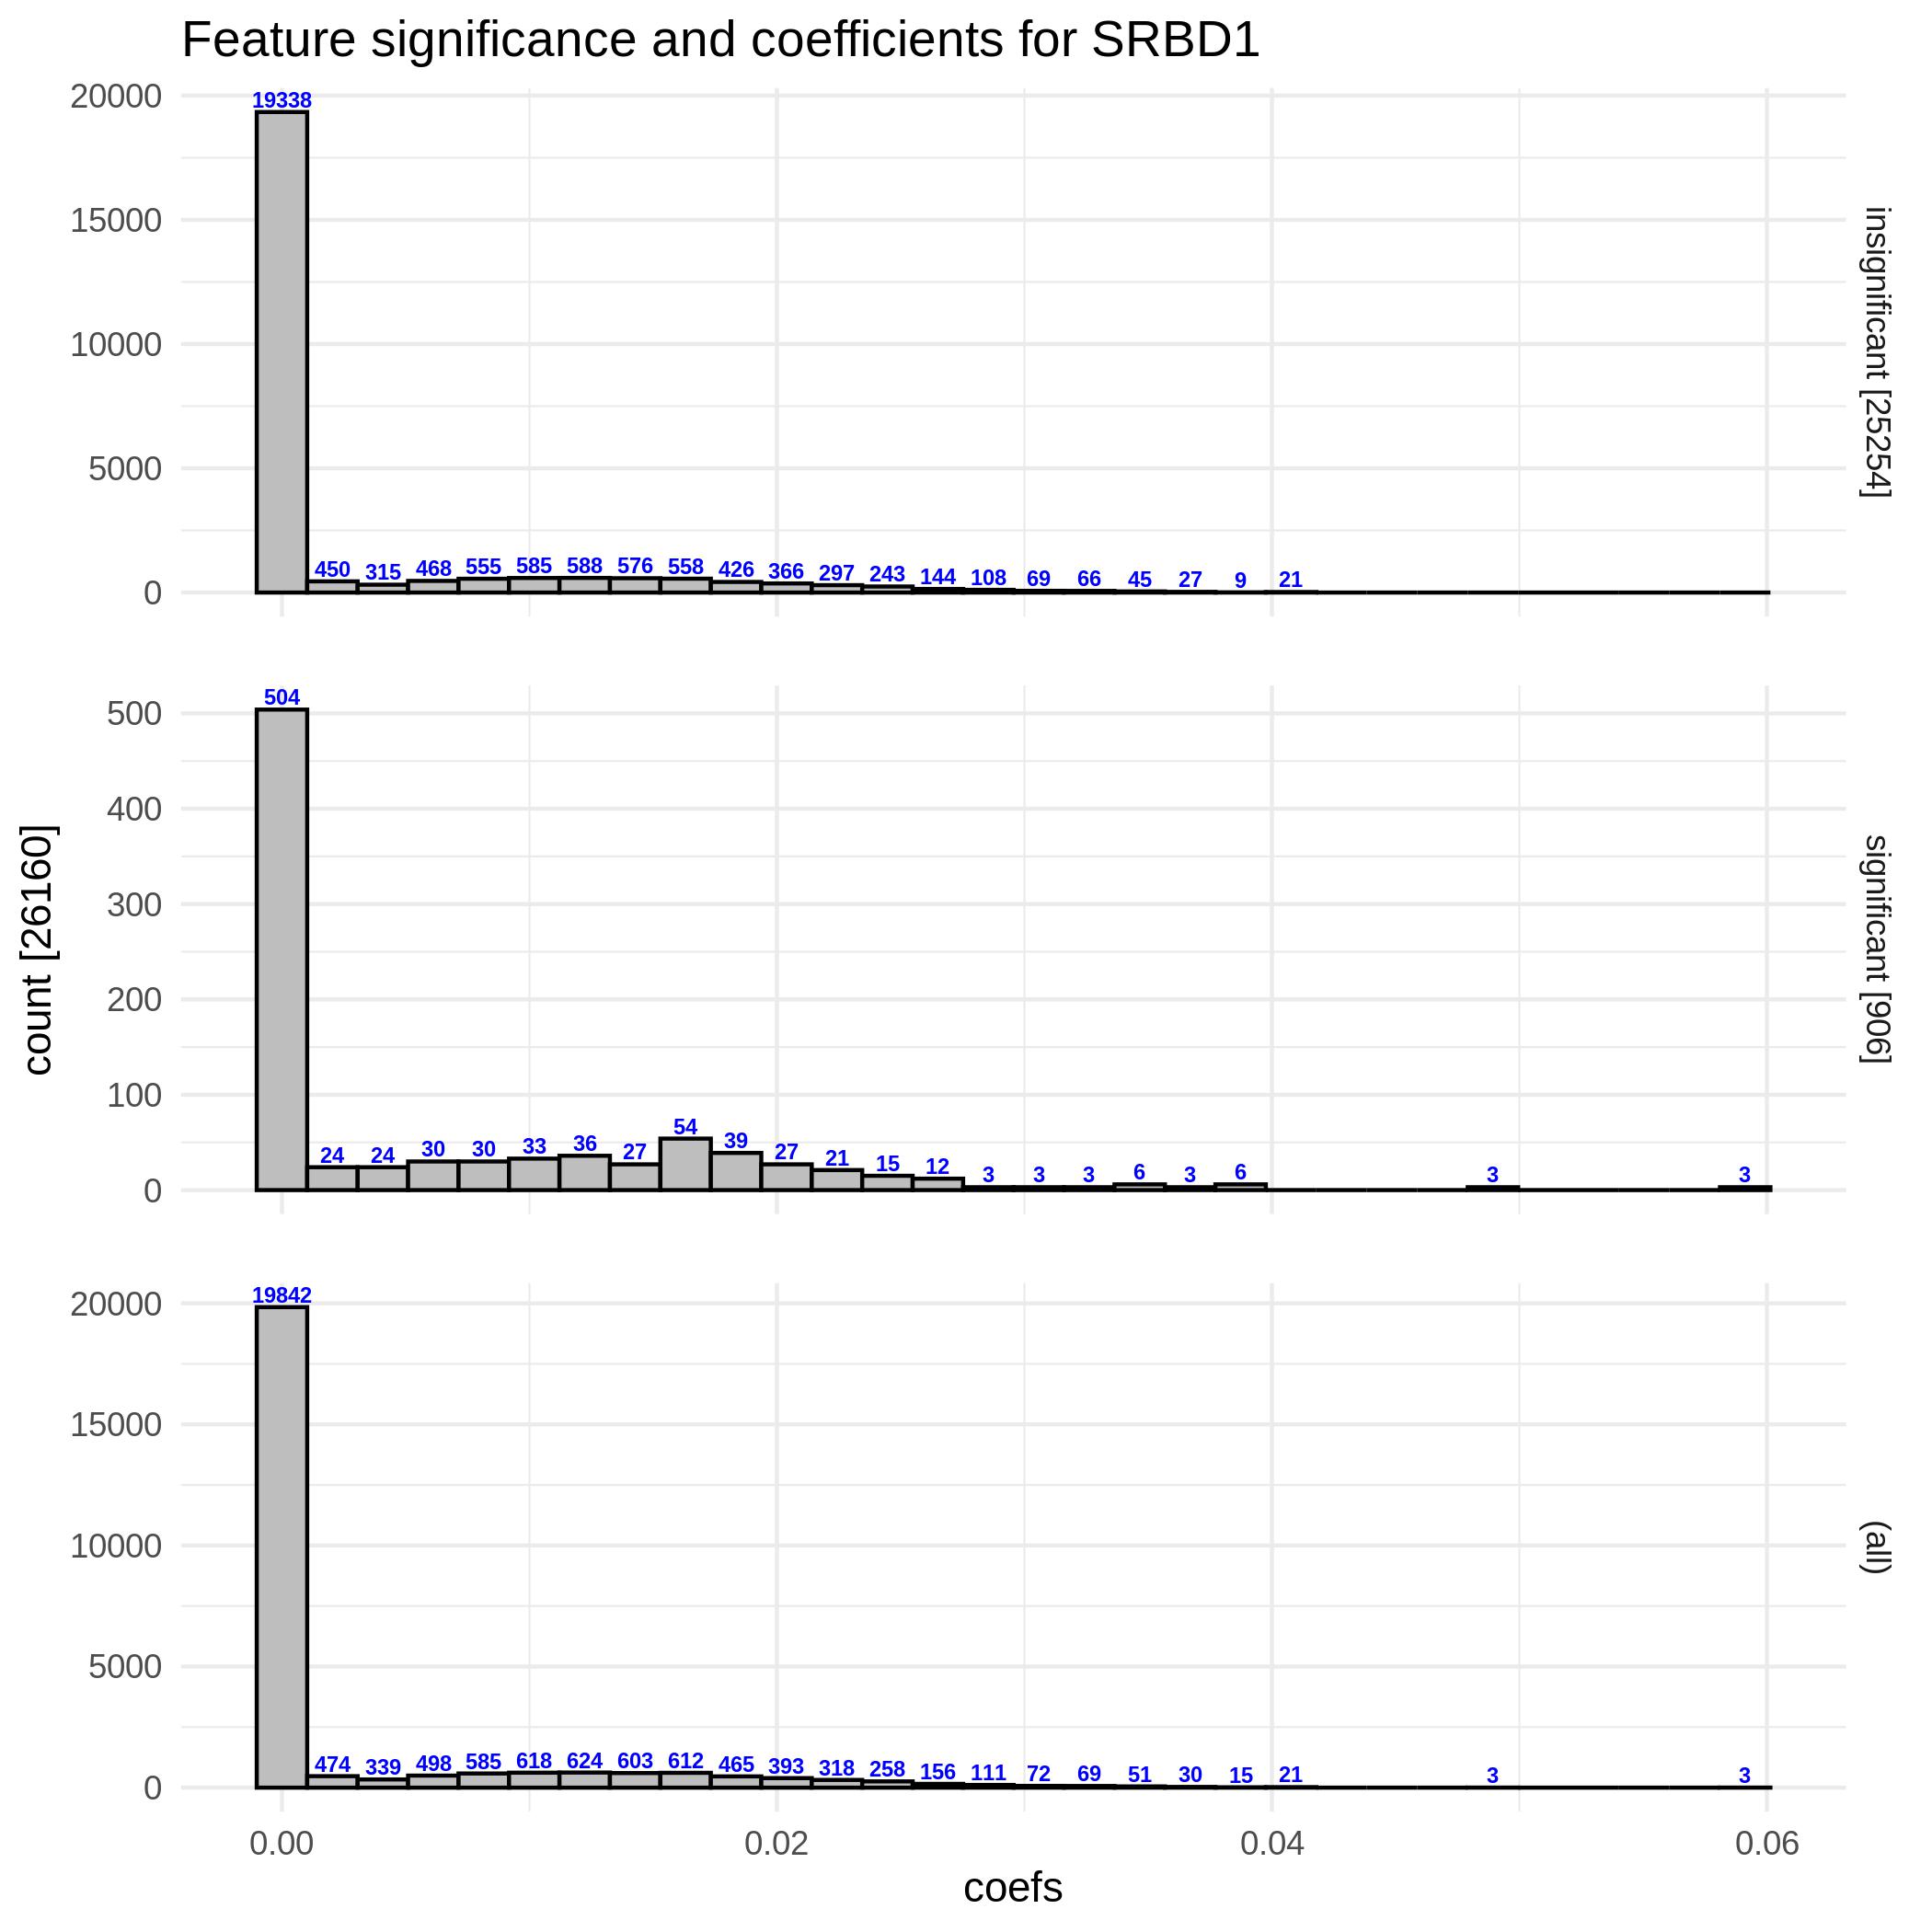 Feature significance and coefficients for SRBD1
20000
15000
10000
5000
0
19338
450 315 468 555 585 588 576 558 426 366 297 243 144 108 69 66 45 27 9 21
insignificant [25254]
count [26160]
500
400
300
200
100
0
504
24 24 30 30 33 36 27 54 39 27 21 15 12 3 3 3 6 3 6 3 3
significant [906]
20000
15000
10000
5000
0
19842
474 339 498 585 618 624 603 612 465 393 318 258 156 111 72 69 51 30 15 21 3 3
(all)
0.00 0.02 0.04 0.06
coefs